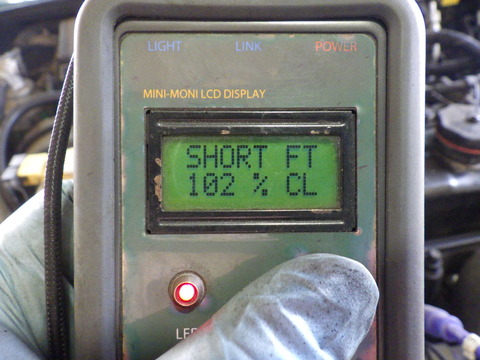 LIGHT LINK POWER
MINI-MONI LCD DISPLAY
SHORT FT
102 % CL